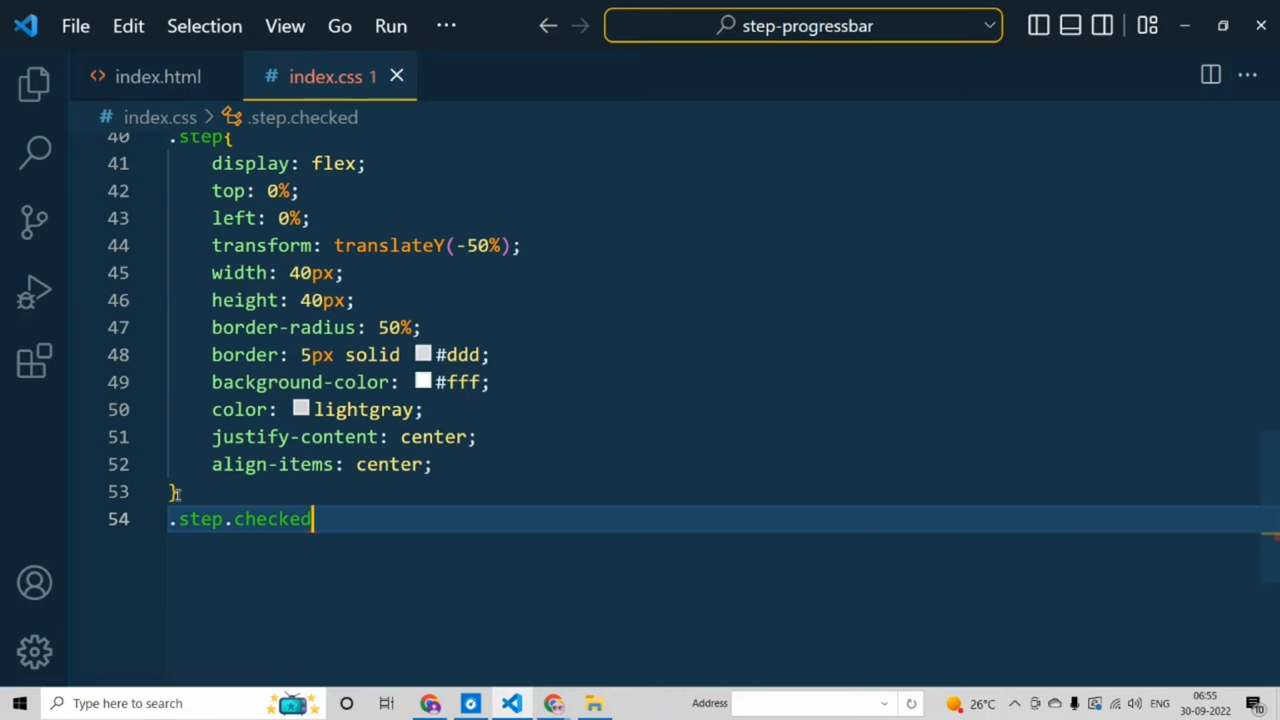 File Edit Selection View Go Run ··· step-progressbar
index.html # index.css 1
# index.css > .step.checked
40 .step{
41 display: flex;
42 top: 0%;
43 left: 0%;
44 transform: translateY(-50%);
45 width: 40px;
46 height: 40px;
47 border-radius: 50%;
48 border: 5px solid #ddd;
49 background-color: #fff;
50 color: lightgray;
51 justify-content: center;
52 align-items: center;
53 }
54 .step.checked
Type here to search Address 26°C ENG 06:55
30-09-2022 10